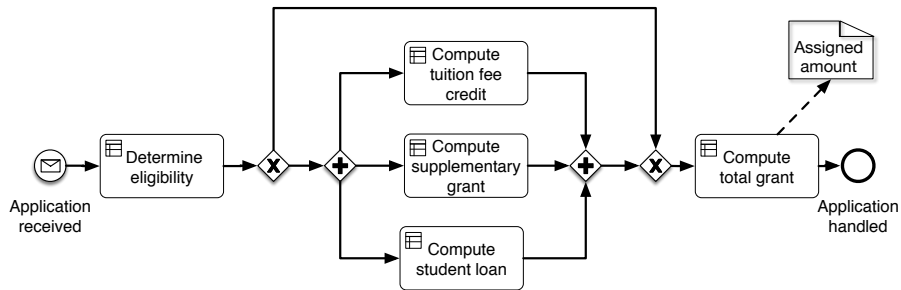 Application
received
Determine
eligibility
Compute
tuition fee
credit
Compute
supplementary
grant
Compute
student loan
Compute
total grant
Assigned
amount
Application
handled